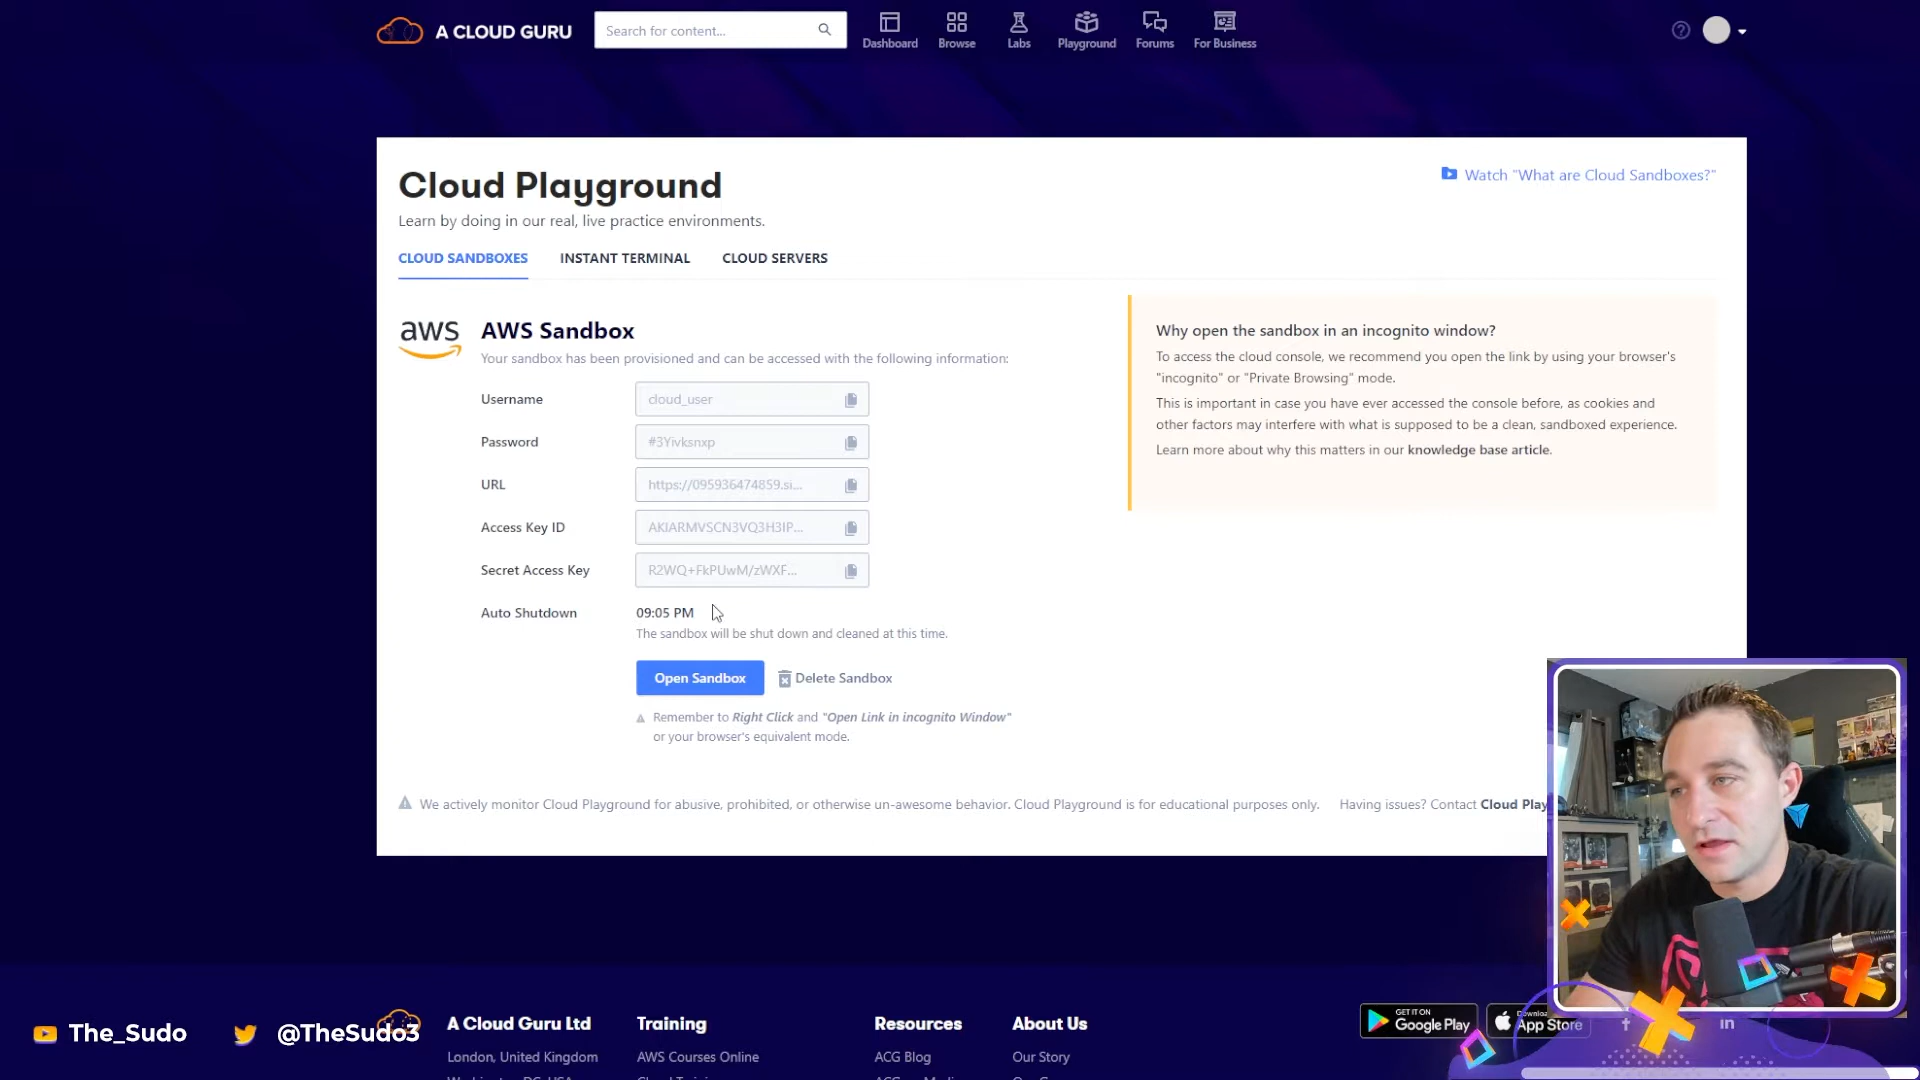 A CLOUD GURU
Search for content...
Dashboard
Browse
Labs
Playground
Forums
For Business
Cloud Playground
Watch "What are Cloud Sandboxes?"
Learn by doing in our real, live practice environments.
CLOUD SANDBOXES
INSTANT TERMINAL
CLOUD SERVERS
aws
AWS Sandbox
Your sandbox has been provisioned and can be accessed with the following information:
Username
cloud_user
Password
#3Yivksnxp
URL
https://095936474859.si...
Access Key ID
AKIARMVSCN3VQ3H3IP...
Secret Access Key
R2WQ+FkPUwM/zWXF...
Auto Shutdown
09:05 PM
The sandbox will be shut down and cleaned at this time.
Open Sandbox
Delete Sandbox
Remember to Right Click and "Open Link in incognito Window"
or your browser's equivalent mode.
Why open the sandbox in an incognito window?
To access the cloud console, we recommend you open the link by using your browser's
"incognito" or "Private Browsing" mode.
This is important in case you have ever accessed the console before, as cookies and
other factors may interfere with what is supposed to be a clean, sandboxed experience.
Learn more about why this matters in our knowledge base article.
We actively monitor Cloud Playground for abusive, prohibited, or otherwise un-awesome behavior. Cloud Playground is for educational purposes only.
Having issues? Contact Cloud Play
The_Sudo
@TheSudo3
A Cloud Guru Ltd
London, United Kingdom
Training
AWS Courses Online
Resources
ACG Blog
About Us
Our Story
GET IT ON
Google Play
App Store